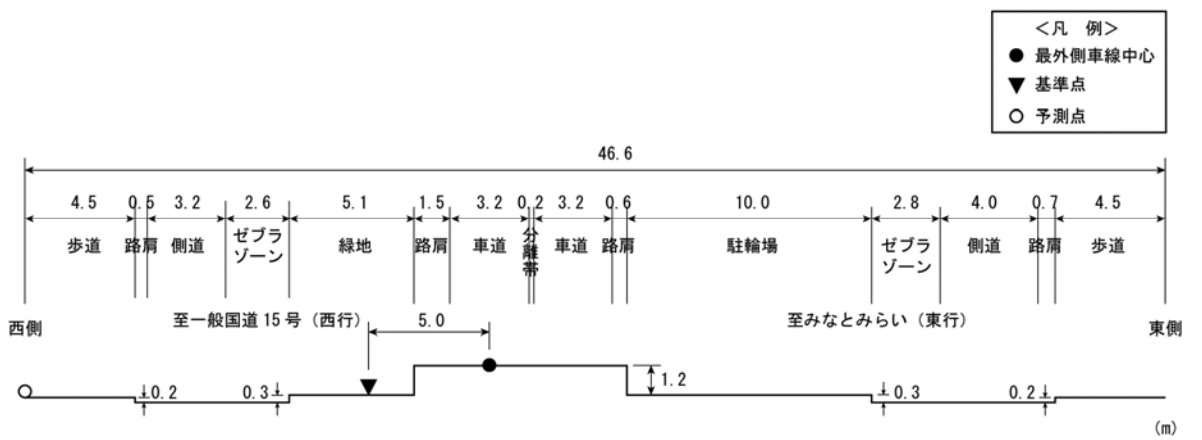 <凡 例>
最外側車線中心
基準点
予測点
46.6
4.5 0.5 3.2 2.6 5.1 1.5 3.2 0.2 3.2 0.6 10.0 2.8 4.0 0.7 4.5
歩道 路肩 側道 ゼブラゾーン 緑地 路肩 車道 分離帯 車道 路肩 駐輪場 ゼブラゾーン 側道 路肩 歩道
西側 至一般国道 15 号 (西行) 5.0 至みなとみらい (東行) 東側
0.2 0.3 1.2 0.3 0.2
(m)